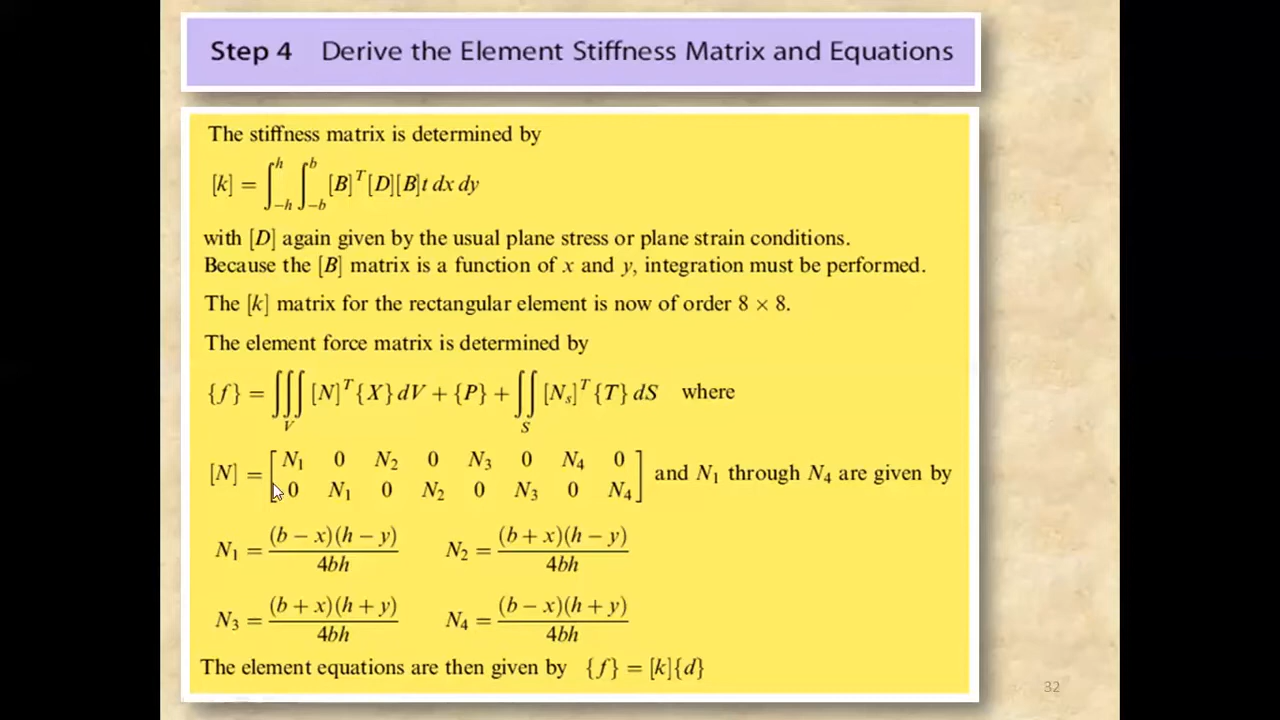 Step 4 Derive the Element Stiffness Matrix and Equations
The stiffness matrix is determined by
[k] = ∫_{-h}^{h} ∫_{-b}^{b} [B]^T [D][B]t dx dy
with [D] again given by the usual plane stress or plane strain conditions.
Because the [B] matrix is a function of x and y, integration must be performed.
The [k] matrix for the rectangular element is now of order 8 × 8.
The element force matrix is determined by
{f} = ∭_V [N]^T {X} dV + {P} + ∬_S [N_s]^T {T} dS where
[N] = [N₁ 0 N₂ 0 N₃ 0 N₄ 0
0 N₁ 0 N₂ 0 N₃ 0 N₄] and N₁ through N₄ are given by
N₁ = (b − x)(h − y) / 4bh N₂ = (b + x)(h − y) / 4bh
N₃ = (b + x)(h + y) / 4bh N₄ = (b − x)(h + y) / 4bh
The element equations are then given by {f} = [k]{d}
32